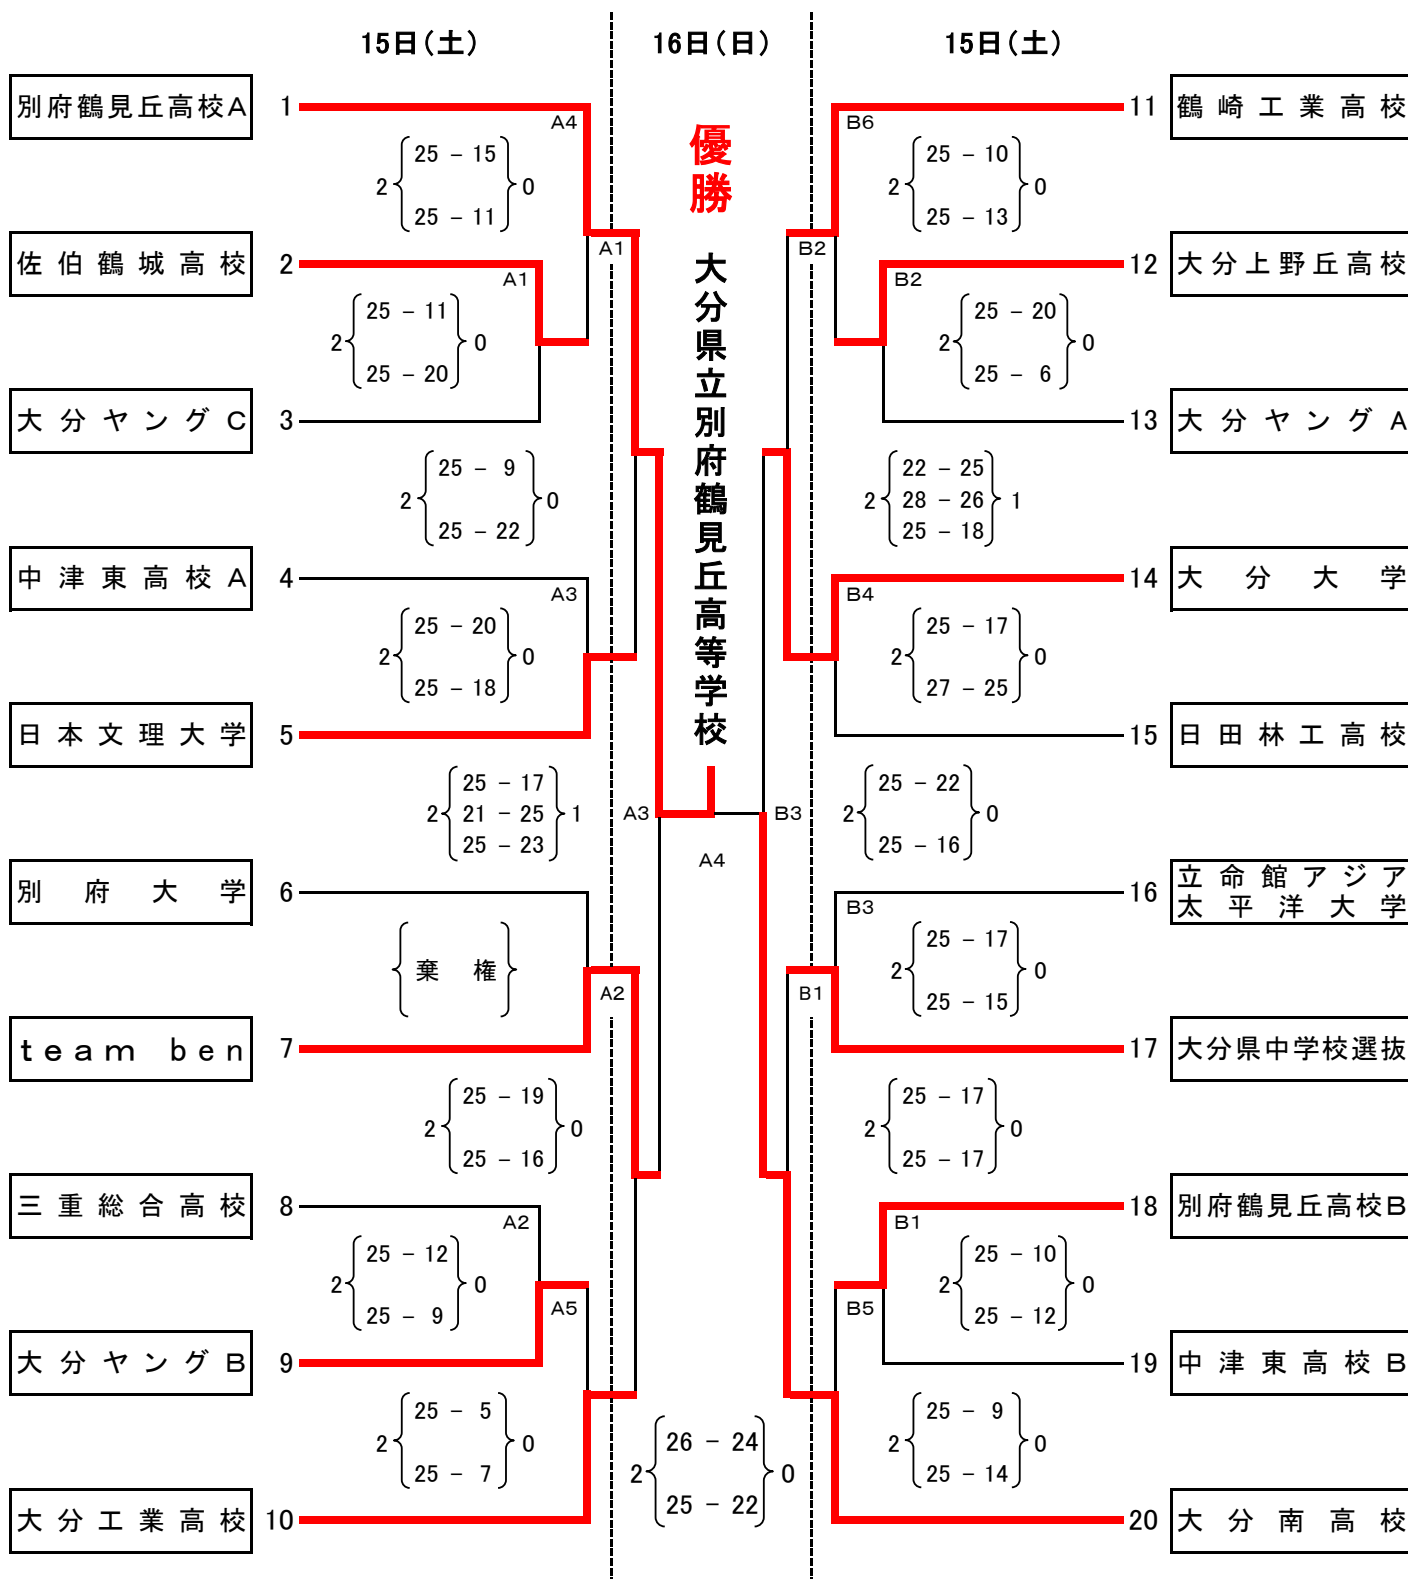 15日(土)
16日(日)
15日(土)
別府鶴見丘高校A 1
A4
2 25 - 15 0
25 - 11
佐伯鶴城高校 2
A1
A1
2 25 - 11 0
25 - 20
大分ヤングC 3
2 25 - 9 0
25 - 22
中津東高校A 4
A3
2 25 - 20 0
25 - 18
日本文理大学 5
2 25 - 17 1
21 - 25
25 - 23
A3
別府大学 6
棄権
A2
team ben 7
2 25 - 19 0
25 - 16
三重総合高校 8
A2
2 25 - 12 0
25 - 9
A5
大分ヤングB 9
2 25 - 5 0
25 - 7
大分工業高校 10
優勝
大分県立別府鶴見丘高等学校
A4
2 26 - 24 0
25 - 22
11 鶴崎工業高校
B6
2 25 - 10 0
25 - 13
B2
12 大分上野丘高校
B2
2 25 - 20 0
25 - 6
13 大分ヤングA
2 22 - 25 1
28 - 26
25 - 18
14 大分大学
B4
2 25 - 17 0
27 - 25
15 日田林工高校
2 25 - 22 0
25 - 16
B3
16 立命館アジア
太平洋大学
B3
2 25 - 17 0
25 - 15
B1
17 大分県中学校選抜
2 25 - 17 0
25 - 17
18 別府鶴見丘高校B
B1
2 25 - 10 0
25 - 12
B5
19 中津東高校B
2 25 - 9 0
25 - 14
20 大分南高校